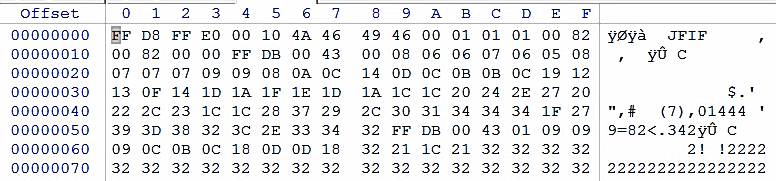 Offset 0 1 2 3 4 5 6 7 8 9 A B C D E F
00000000 FF D8 FF E0 00 10 4A 46 49 46 00 01 01 01 00 82 ÿØÿà JFIF ‚
00000010 00 82 00 00 FF DB 00 43 00 08 06 06 07 06 05 08 ‚ ÿÛ C
00000020 07 07 07 09 09 08 0A 0C 14 0D 0C 0B 0B 0C 19 12
00000030 13 0F 14 1D 1A 1F 1E 1D 1A 1C 1C 20 24 2E 27 20 $.'
00000040 22 2C 23 1C 1C 28 37 29 2C 30 31 34 34 34 1F 27 ",# (7),01444 '
00000050 39 3D 38 32 3C 2E 33 34 32 FF DB 00 43 01 09 09 9=82<.342ÿÛ C
00000060 09 0C 0B 0C 18 0D 0D 18 32 21 1C 21 32 32 32 32 2! !2222
00000070 32 32 32 32 32 32 32 32 32 32 32 32 32 32 32 32 2222222222222222